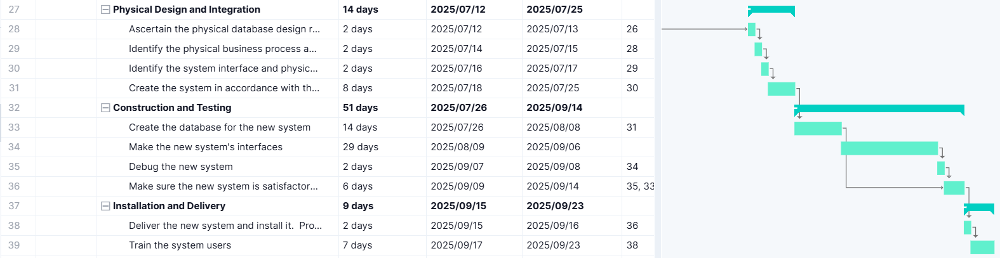 27 Physical Design and Integration 14 days 2025/07/12 2025/07/25
28 Ascertain the physical database design r... 2 days 2025/07/12 2025/07/13 26
29 Identify the physical business process a... 2 days 2025/07/14 2025/07/15 28
30 Identify the system interface and physic... 2 days 2025/07/16 2025/07/17 29
31 Create the system in accordance with th... 8 days 2025/07/18 2025/07/25 30
32 Construction and Testing 51 days 2025/07/26 2025/09/14
33 Create the database for the new system 14 days 2025/07/26 2025/08/08 31
34 Make the new system's interfaces 29 days 2025/08/09 2025/09/06
35 Debug the new system 2 days 2025/09/07 2025/09/08 34
36 Make sure the new system is satisfactor... 6 days 2025/09/09 2025/09/14 35, 33
37 Installation and Delivery 9 days 2025/09/15 2025/09/23
38 Deliver the new system and install it.  Pro... 2 days 2025/09/15 2025/09/16 36
39 Train the system users 7 days 2025/09/17 2025/09/23 38